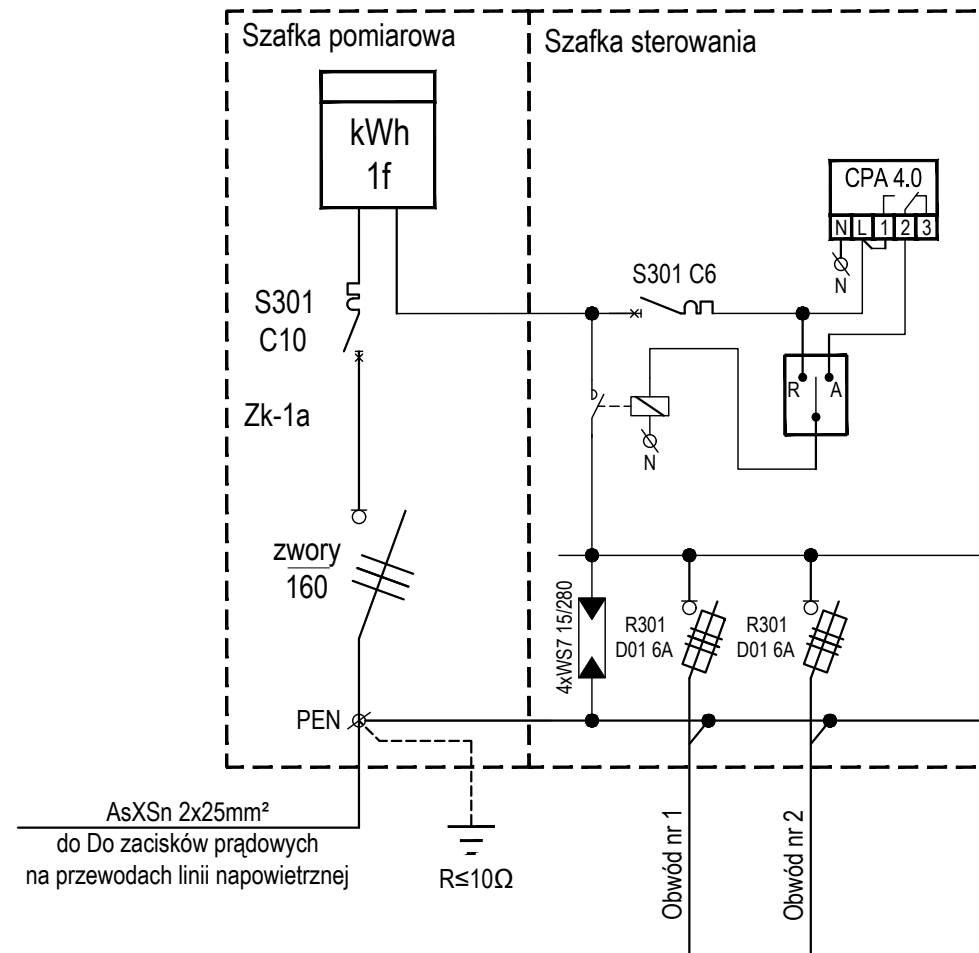 Szafka pomiarowa
Szafka sterowania
kWh
1f
CPA 4.0
N L 1 2 3
N
S301 C6
S301
C10
R A
Zk-1a
N
zwory
160
4xWS7 15/280
R301
D01 6A
R301
D01 6A
PEN
AsXSn 2x25mm²
do Do zacisków prądowych
na przewodach linii napowietrznej
R≤10Ω
Obwód nr 1
Obwód nr 2